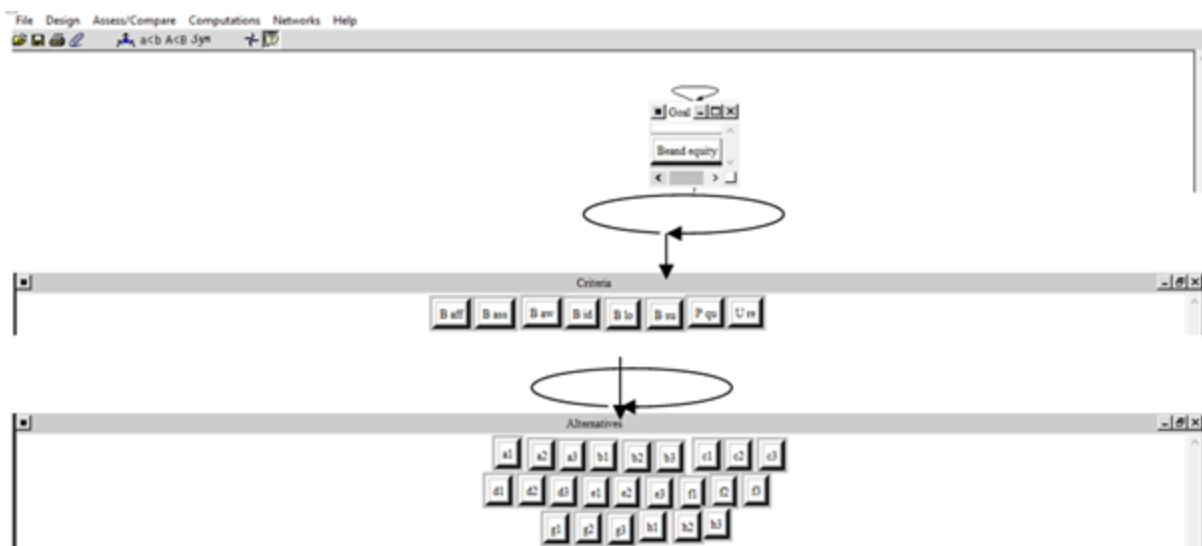 File Design Assess/Compare Computations Networks Help
a<b A<B Syn
Goal
Beand equity
Criteria
B aff B ass B aw B id B lo B su P qu U re
Alternatives
a1 a2 a3 b1 b2 b3 c1 c2 c3
d1 d2 d3 e1 e2 e3 f1 f2 f3
g1 g2 g3 h1 h2 h3